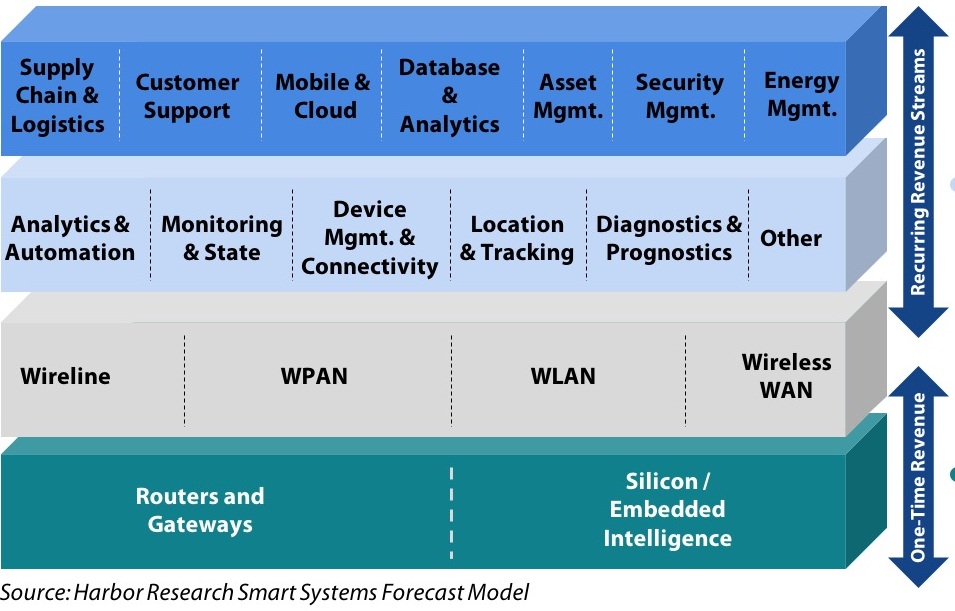 Supply
Chain &
Logistics
Customer
Support
Mobile &
Cloud
Database
&
Analytics
Asset
Mgmt.
Security
Mgmt.
Energy
Mgmt.
Analytics &
Automation
Monitoring
& State
Device
Mgmt. &
Connectivity
Location
& Tracking
Diagnostics &
Prognostics
Other
Recurring Revenue Streams
Wireline
WPAN
WLAN
Wireless
WAN
Routers and
Gateways
Silicon /
Embedded
Intelligence
One-Time Revenue
Source: Harbor Research Smart Systems Forecast Model